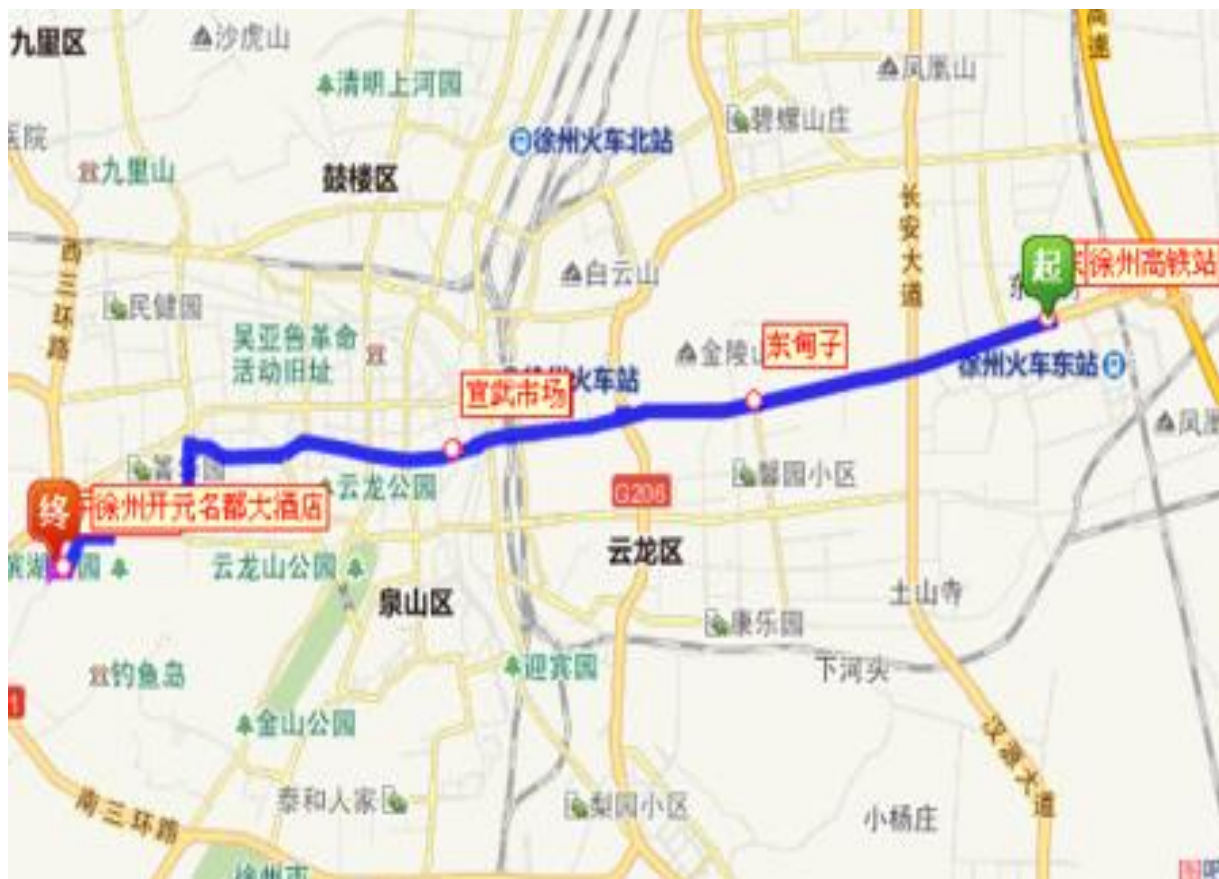 九里区
沙虎山
高速
清明上河园
凤凰山
碧螺山庄
医院
徐州火车北站
九里山
鼓楼区
长安大道
西三环路
白云山
起
徐州高铁站
民健园
吴亚鲁革命
活动旧址
金陵
东甸子
徐州火车东站
火车站
宣武市场
凤凰
云龙公园
馨园小区
G206
终
徐州开元名都大酒店
云龙山公园
云龙区
泉山区
土山寺
康乐园
迎宾园
下河头
钓鱼岛
金山公园
汉源大道
泰和人家
南三环路
梨园小区
小杨庄
徐州市